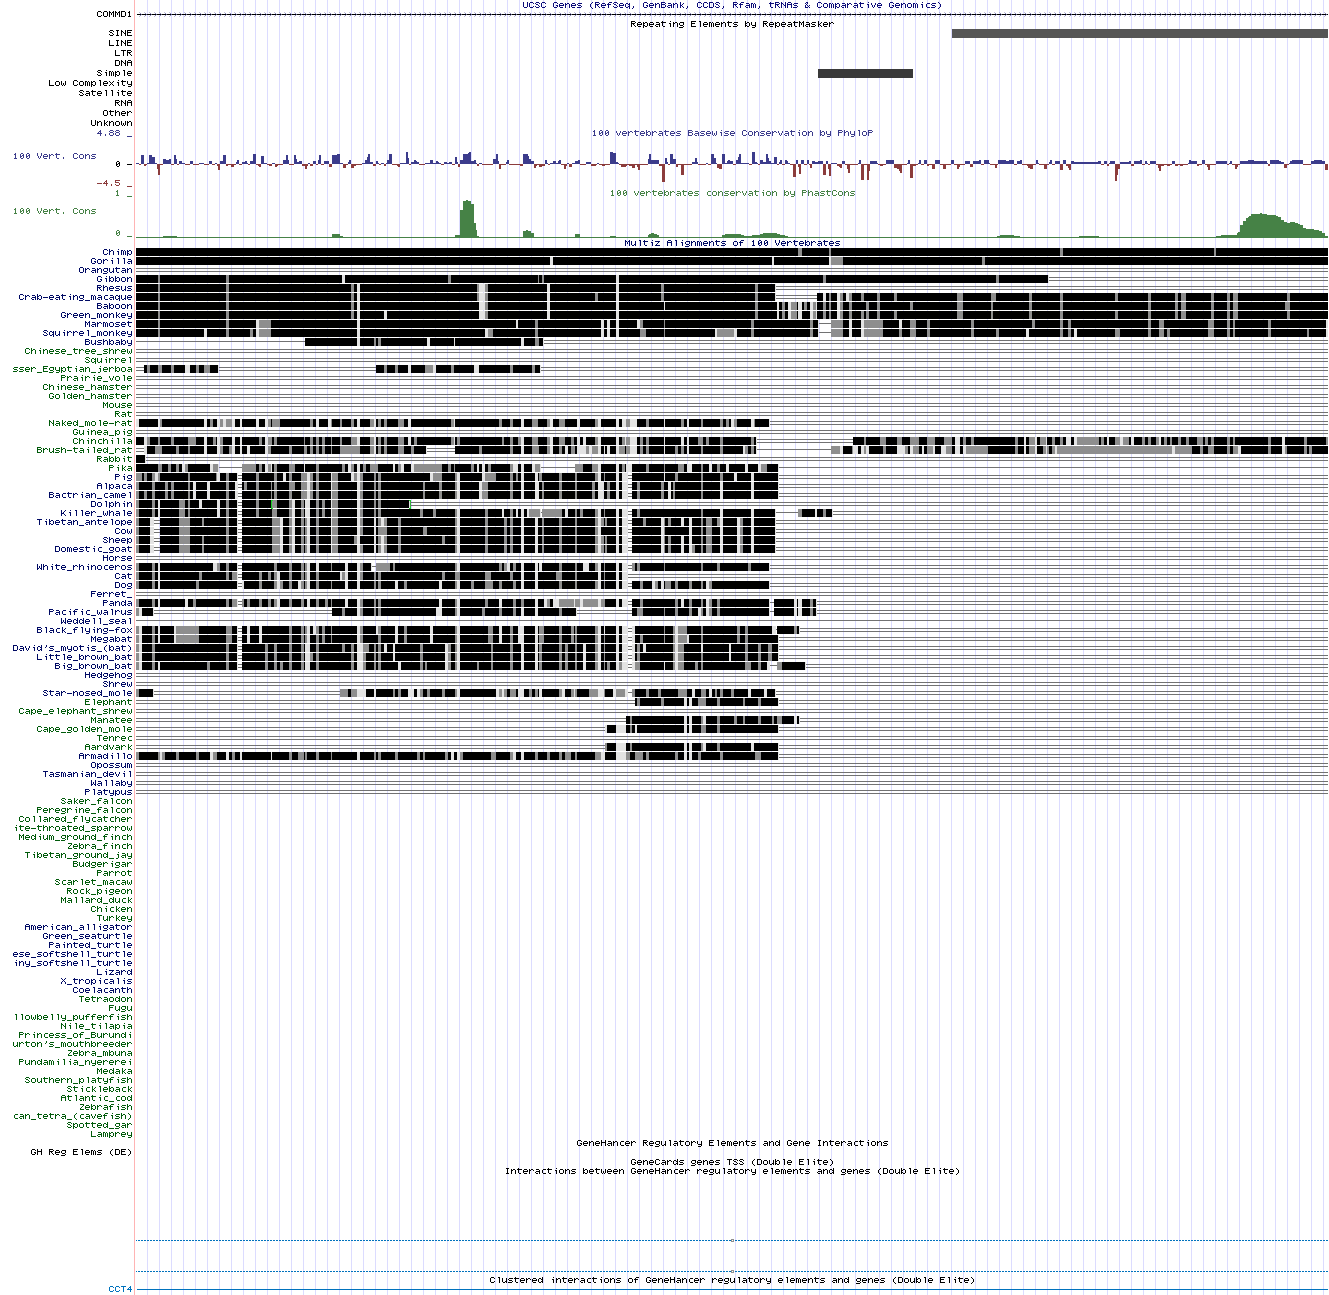 UCSC Genes (RefSeq, GenBank, CCDS, Rfam, tRNAs & Comparative Genomics)
COMMD1
Repeating Elements by RepeatMasker
SINE
LINE
LTR
DNA
Simple
Low Complexity
Satellite
RNA
Other
Unknown
4.88 _
100 vertebrates Basewise Conservation by PhyloP
100 Vert. Cons
0 _
-4.5 _
1 _
100 vertebrates conservation by PhastCons
100 Vert. Cons
0 _
Multiz Alignments of 100 Vertebrates
Chimp
Gorilla
Orangutan
Gibbon
Rhesus
Crab-eating_macaque
Baboon
Green_monkey
Marmoset
Squirrel_monkey
Bushbaby
Chinese_tree_shrew
Squirrel
sser_Egyptian_jerboa
Prairie_vole
Chinese_hamster
Golden_hamster
Mouse
Rat
Naked_mole-rat
Guinea_pig
Chinchilla
Brush-tailed_rat
Rabbit
Pika
Pig
Alpaca
Bactrian_camel
Dolphin
Killer_whale
Tibetan_antelope
Cow
Sheep
Domestic_goat
Horse
White_rhinoceros
Cat
Dog
Ferret_
Panda
Pacific_walrus
Weddell_seal
Black_flying-fox
Megabat
David's_myotis_(bat)
Little_brown_bat
Big_brown_bat
Hedgehog
Shrew
Star-nosed_mole
Elephant
Cape_elephant_shrew
Manatee
Cape_golden_mole
Tenrec
Aardvark
Armadillo
Opossum
Tasmanian_devil
Wallaby
Platypus
Saker_falcon
Peregrine_falcon
Collared_flycatcher
ite-throated_sparrow
Medium_ground_finch
Zebra_finch
Tibetan_ground_jay
Budgerigar
Parrot
Scarlet_macaw
Rock_pigeon
Mallard_duck
Chicken
Turkey
American_alligator
Green_seaturtle
Painted_turtle
ese_softshell_turtle
iny_softshell_turtle
Lizard
X_tropicalis
Coelacanth
Tetraodon
Fugu
llowbelly_pufferfish
Nile_tilapia
Princess_of_Burundi
urton's_mouthbreeder
Zebra_mbuna
Pundamilia_nyererei
Medaka
Southern_platyfish
Stickleback
Atlantic_cod
Zebrafish
can_tetra_(cavefish)
Spotted_gar
Lamprey
GeneHancer Regulatory Elements and Gene Interactions
GH Reg Elems (DE)
GeneCards genes TSS (Double Elite)
Interactions between GeneHancer regulatory elements and genes (Double Elite)
Clustered interactions of GeneHancer regulatory elements and genes (Double Elite)
CCT4